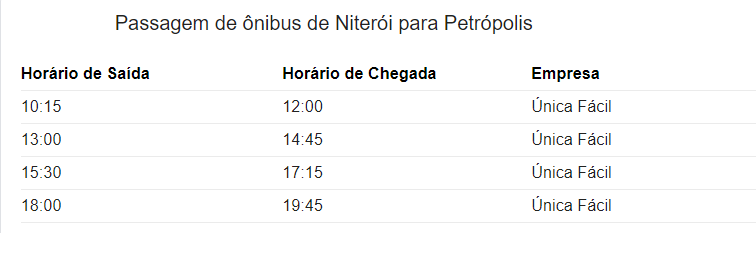 Passagem de ônibus de Niterói para Petrópolis
Horário de Saída Horário de Chegada Empresa
10:15 12:00 Única Fácil
13:00 14:45 Única Fácil
15:30 17:15 Única Fácil
18:00 19:45 Única Fácil